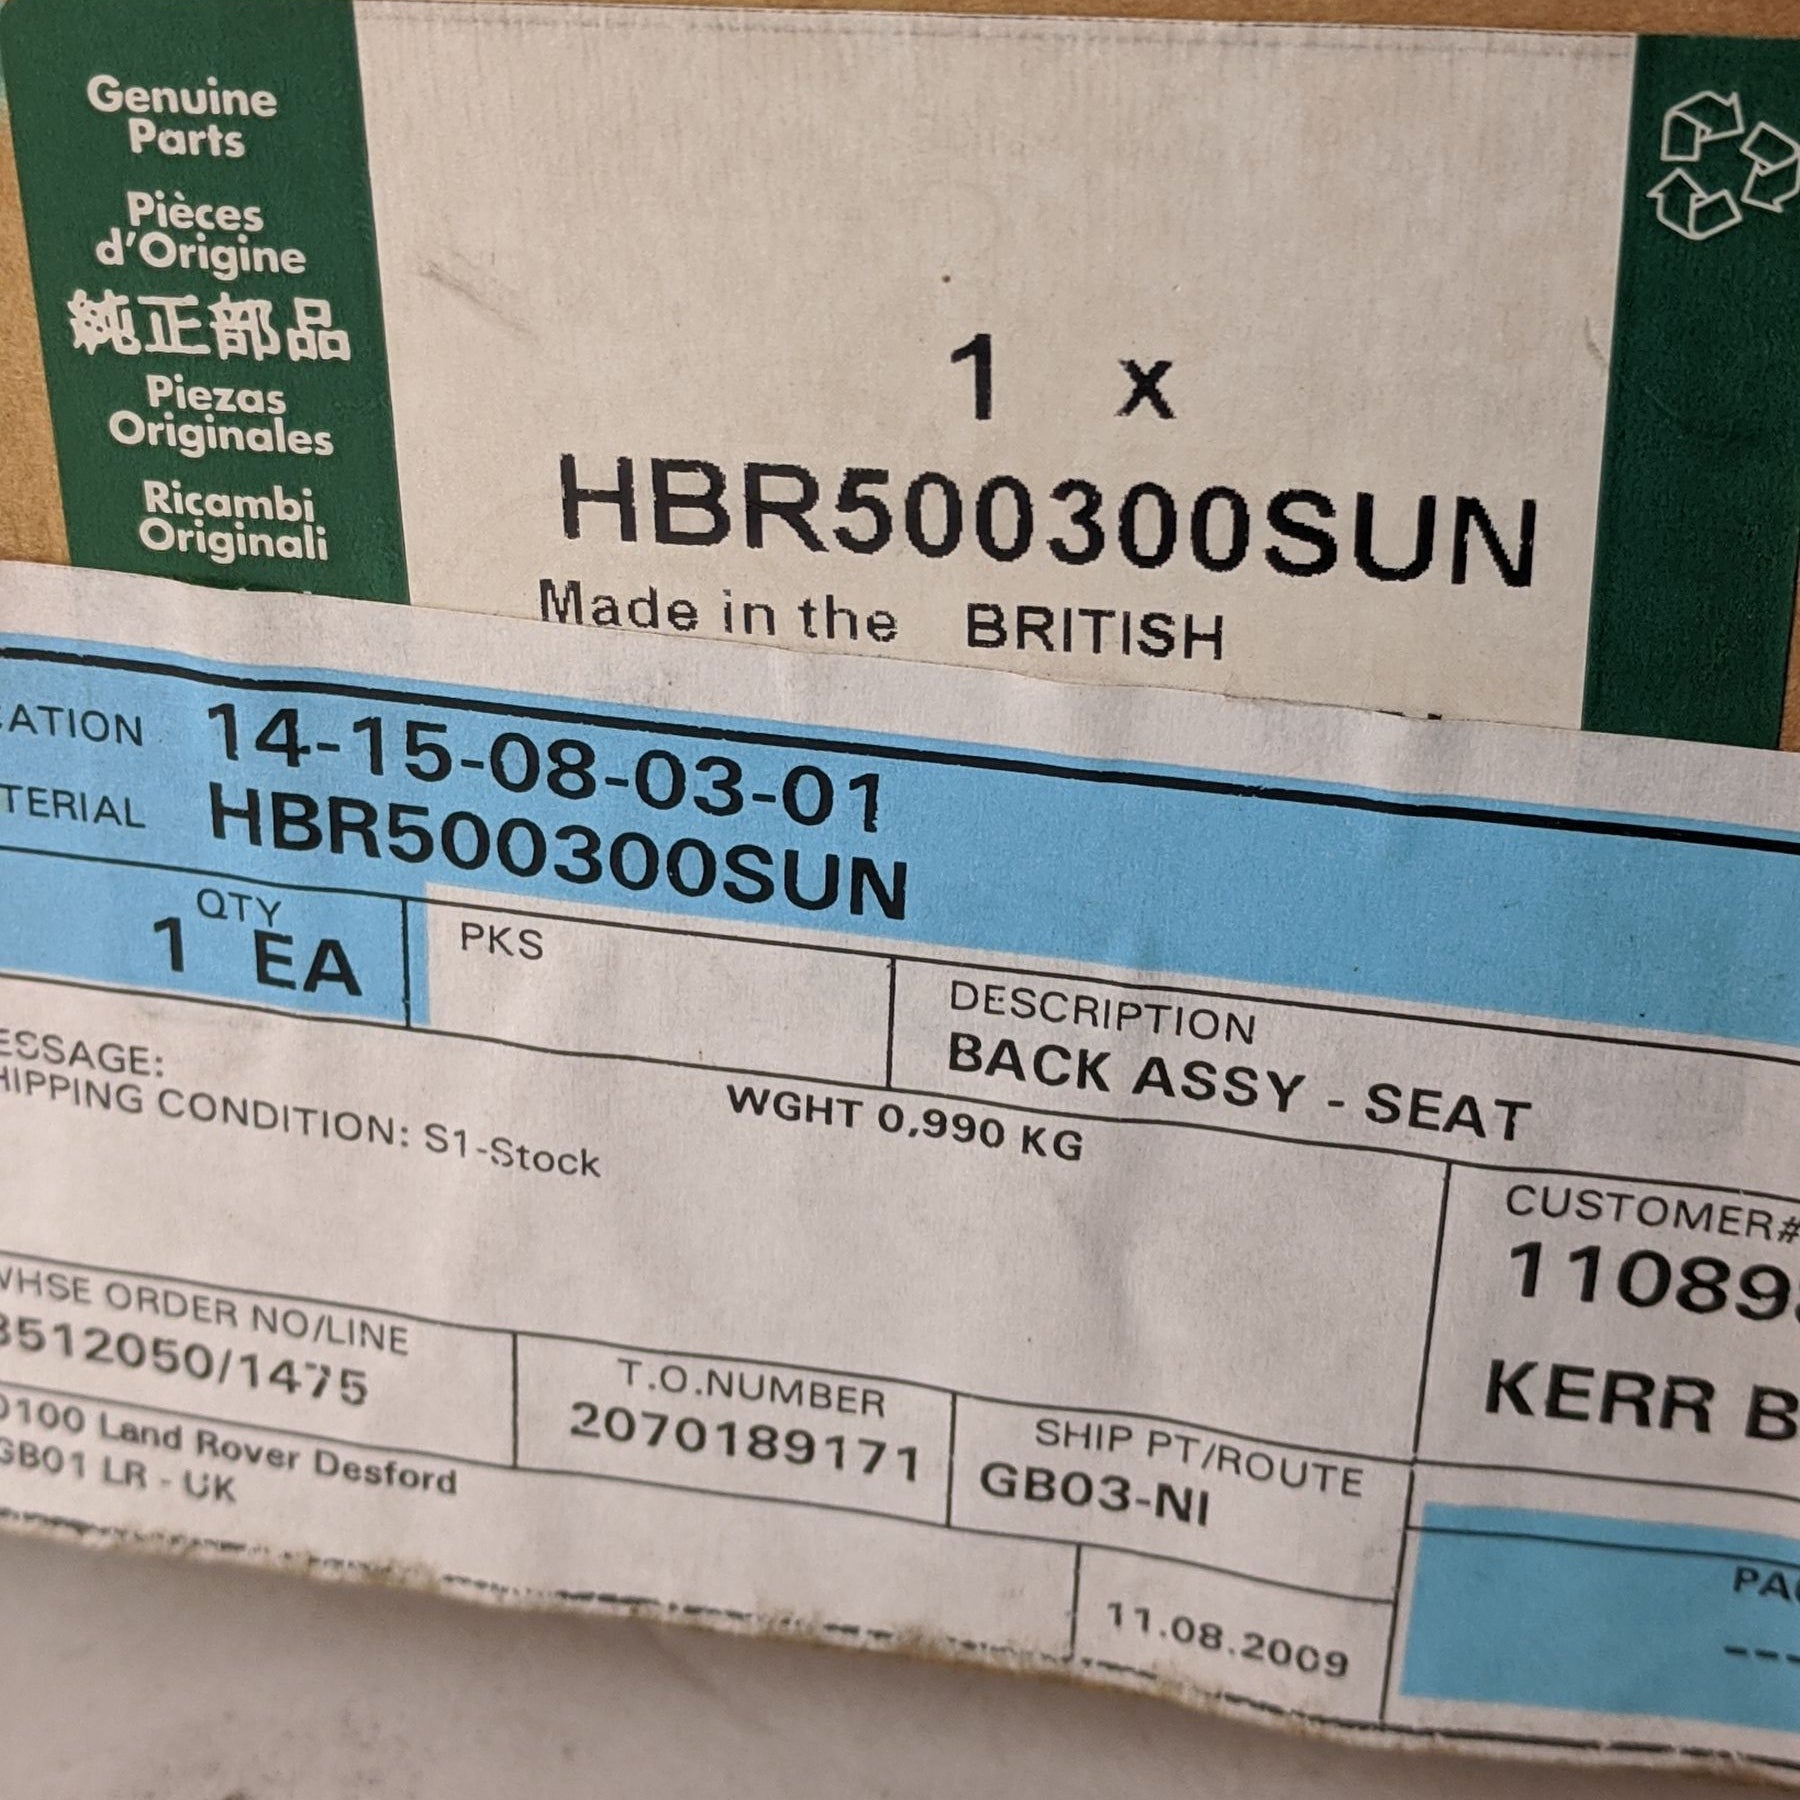 Genuine
Parts
Pièces
d'Origine
純正部品
Piezas
Originales
Ricambi
Originali
1 x
HBR500300SUN
Made in the BRITISH
14-15-08-03-01
HBR500300SUN
QTY
1 EA
PKS
DESCRIPTION
BACK ASSY - SEAT
ESSAGE:
HIPPING CONDITION: S1-Stock
WGHT 0.990 KG
CUSTOMER#
11089
KERR B
WHSE ORDER NO/LINE
3512050/1475
T.O.NUMBER
2070189171
SHIP PT/ROUTE
GB03-NI
0100 Land Rover Desford
GB01 LR - UK
11.08.2009